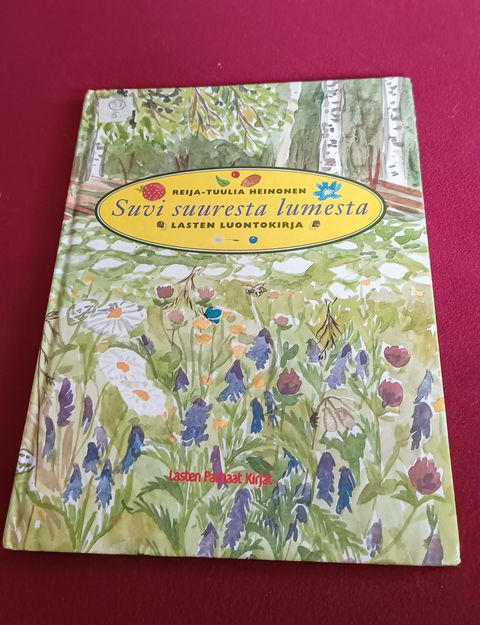 REIJA-TUULIA HEINONEN
Suvi suuresta lumesta
LASTEN LUONTOKIRJA
Lasten Parhaat Kirjat